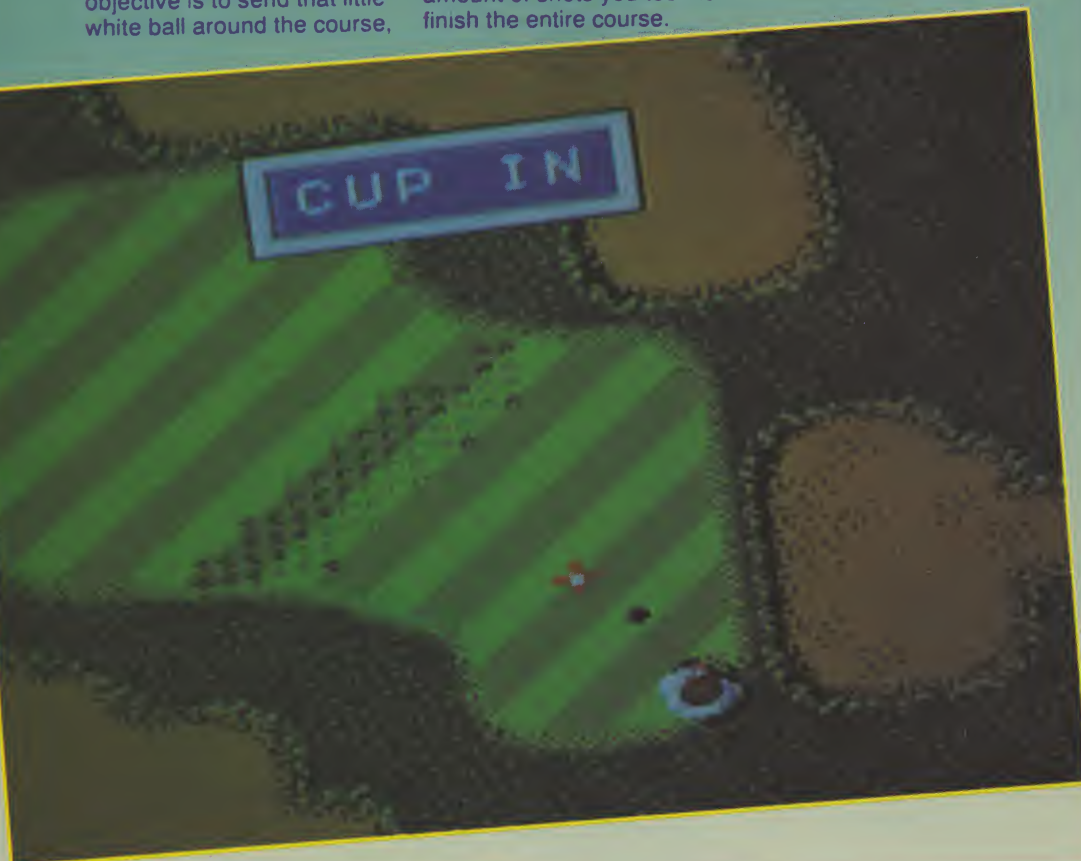 objective is to send that little
white ball around the course,
finish the entire course.
CUP IN